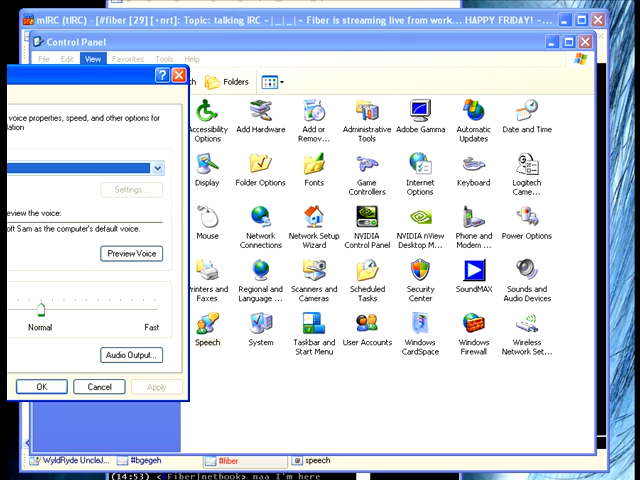 mIRC (tIRC) - [#fiber [29] [+nrt]: Topic: talking IRC ~|_|_| ~ Fiber is streaming live from work... HAPPY FRIDAY! ~...
Control Panel
File Edit View Favorites Tools Help
Folders
voice properties, speed, and other options for
Settings...
the voice:
Sam as the computer's default voice.
Preview Voice
Normal Fast
Audio Output...
OK Cancel Apply
Accessibility Options
Add Hardware
Add or Remov...
Administrative Tools
Adobe Gamma
Automatic Updates
Date and Time
Display
Folder Options
Fonts
Game Controllers
Internet Options
Keyboard
Logitech Came...
Mouse
Network Connections
Network Setup Wizard
NVIDIA Control Panel
NVIDIA nView Desktop M...
Phone and Modem ...
Power Options
Printers and Faxes
Regional and Language ...
Scanners and Cameras
Scheduled Tasks
Security Center
SoundMAX
Sounds and Audio Devices
Speech
System
Taskbar and Start Menu
User Accounts
Windows CardSpace
Windows Firewall
Wireless Network Set...
WyldRyde UncleJ...
#bgegeh
#fiber
speech
(14:53) < Fiber|netbook> naa I'm here